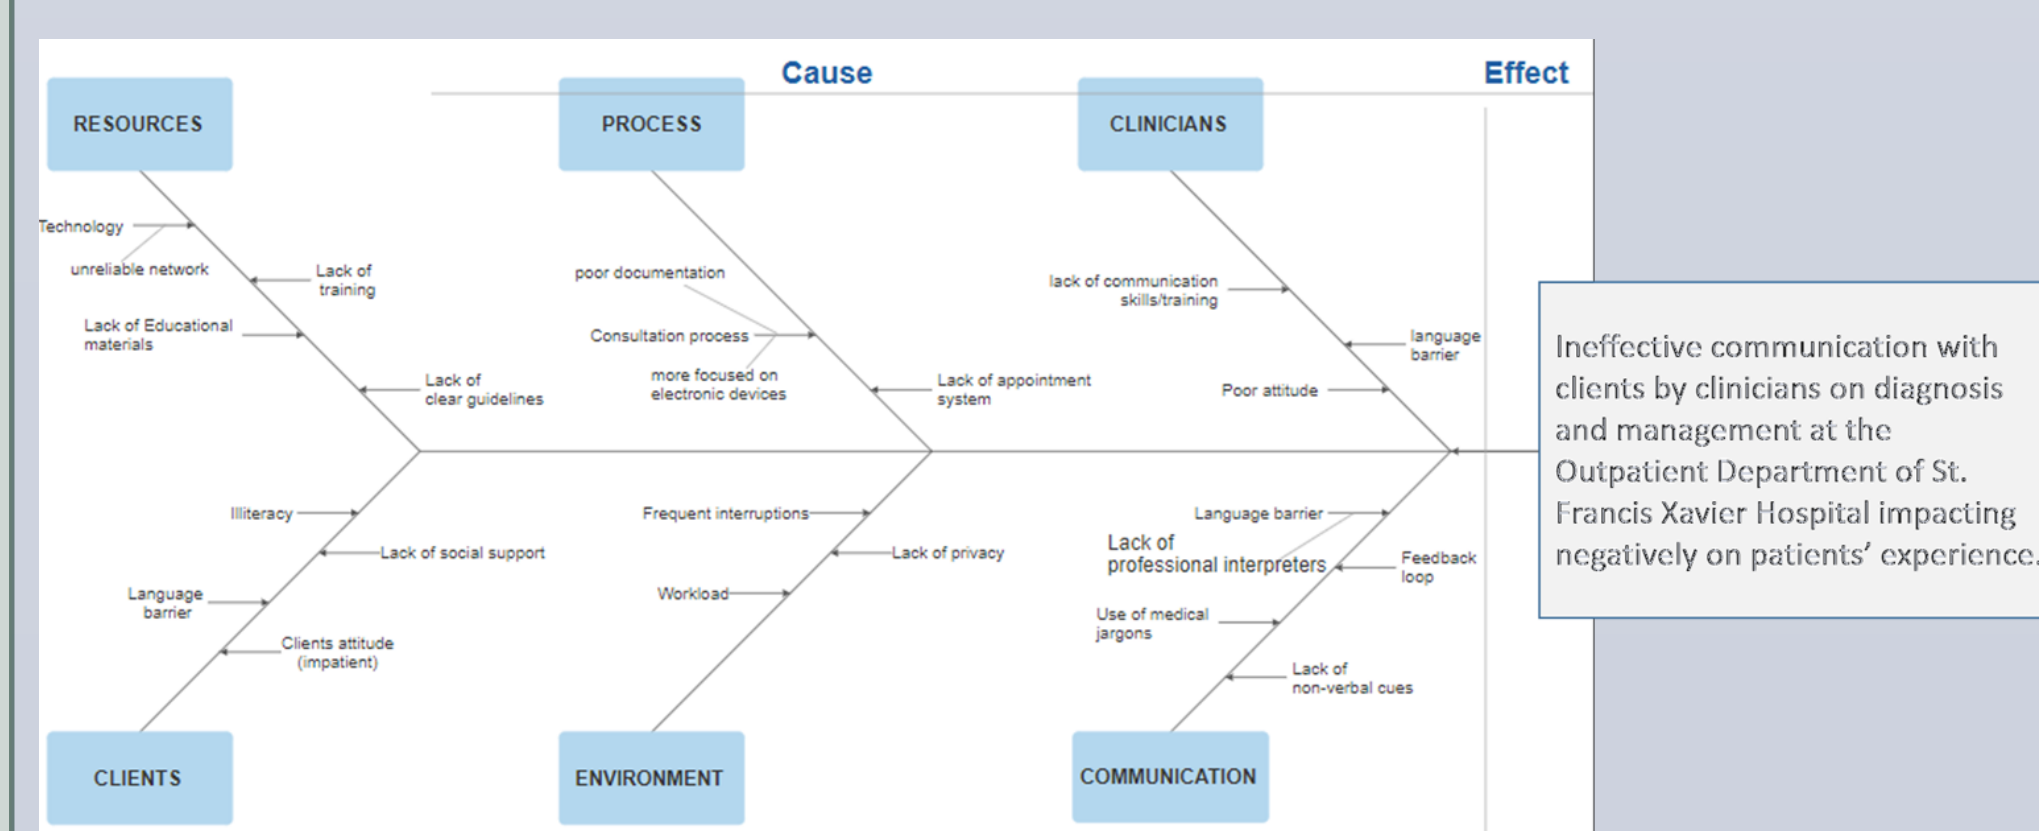 Cause
Effect
RESOURCES
PROCESS
CLINICIANS
Technology
unreliable network
Lack of
training
Lack of Educational
materials
Lack of
clear guidelines
poor documentation
Consultation process
more focused on
electronic devices
Lack of appointment
system
lack of communication
skills/training
language
barrier
Poor attitude
Ineffective communication with
clients by clinicians on diagnosis
and management at the
Outpatient Department of St.
Francis Xavier Hospital impacting
negatively on patients’ experience.
Illiteracy
Lack of social support
Language
barrier
Clients attitude
(impatient)
Frequent interruptions
Lack of privacy
Workload
Language barrier
Lack of
professional interpreters
Feedback
loop
Use of medical
jargons
Lack of
non-verbal cues
CLIENTS
ENVIRONMENT
COMMUNICATION